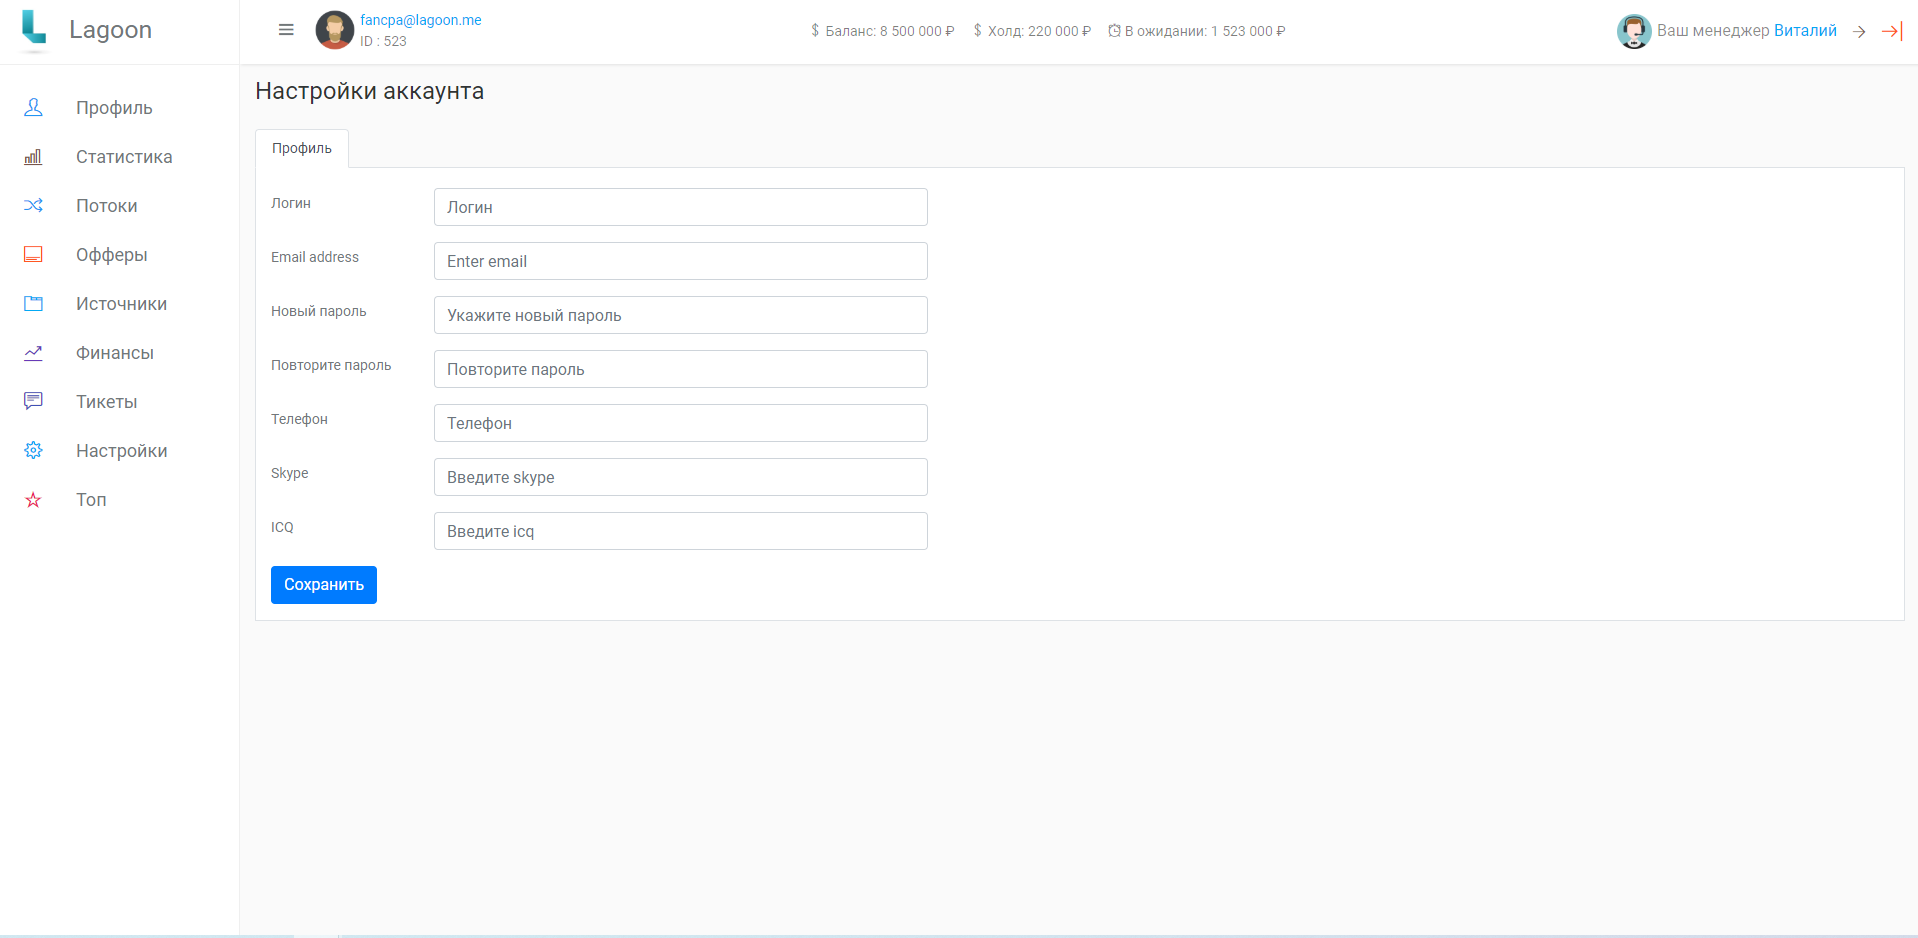 Lagoon
fancpa@lagoon.me
ID : 523
$ Баланс: 8 500 000 ₽
$ Холд: 220 000 ₽
В ожидании: 1 523 000 ₽
Ваш менеджер Виталий
Профиль
Статистика
Потоки
Офферы
Источники
Финансы
Тикеты
Настройки
Топ
Настройки аккаунта
Профиль
Логин
Логин
Email address
Enter email
Новый пароль
Укажите новый пароль
Повторите пароль
Повторите пароль
Телефон
Телефон
Skype
Введите skype
ICQ
Введите icq
Сохранить